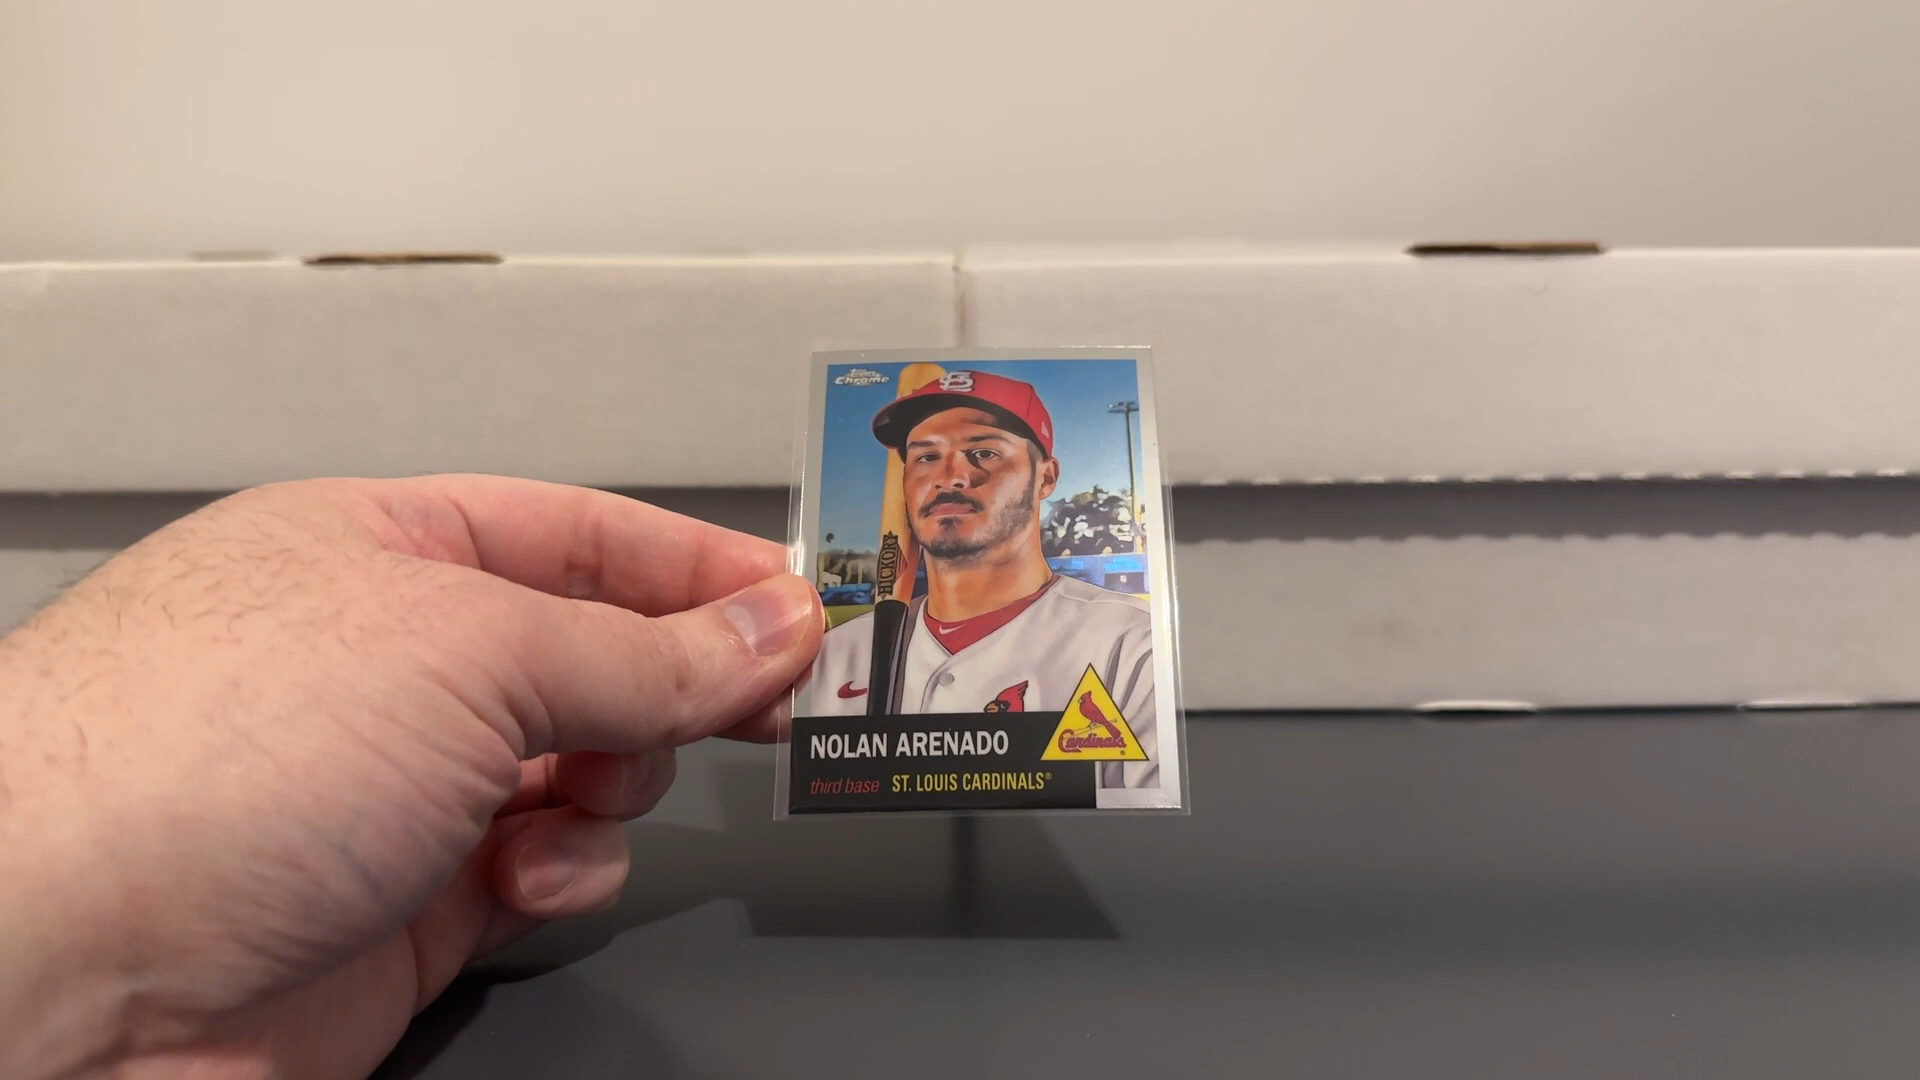 Topps
Chrome
HICKORY
NOLAN ARENADO
Cardinals
third base ST. LOUIS CARDINALS®